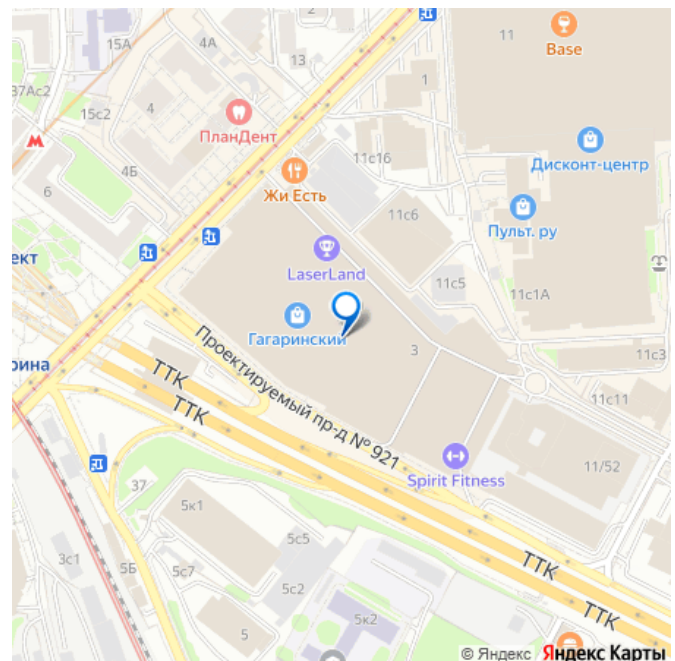 11
Base
15А
4А
13
1
37Ас2
15с2
4
ПланДент
4Б
6
11с16
Дисконт-центр
Жи Есть
11с6
Пульт. ру
ект
LaserLand
11с5
11с1А
Гагаринский
3
11с3
рина
Проектируемый пр-д № 921
ТТК
ТТК
11с11
Spirit Fitness
11/52
37
5к1
3с1
5Б
5с7
5с5
5с2
5к2
5
ТТК
ТТК
© Яндекс Яндекс Карты